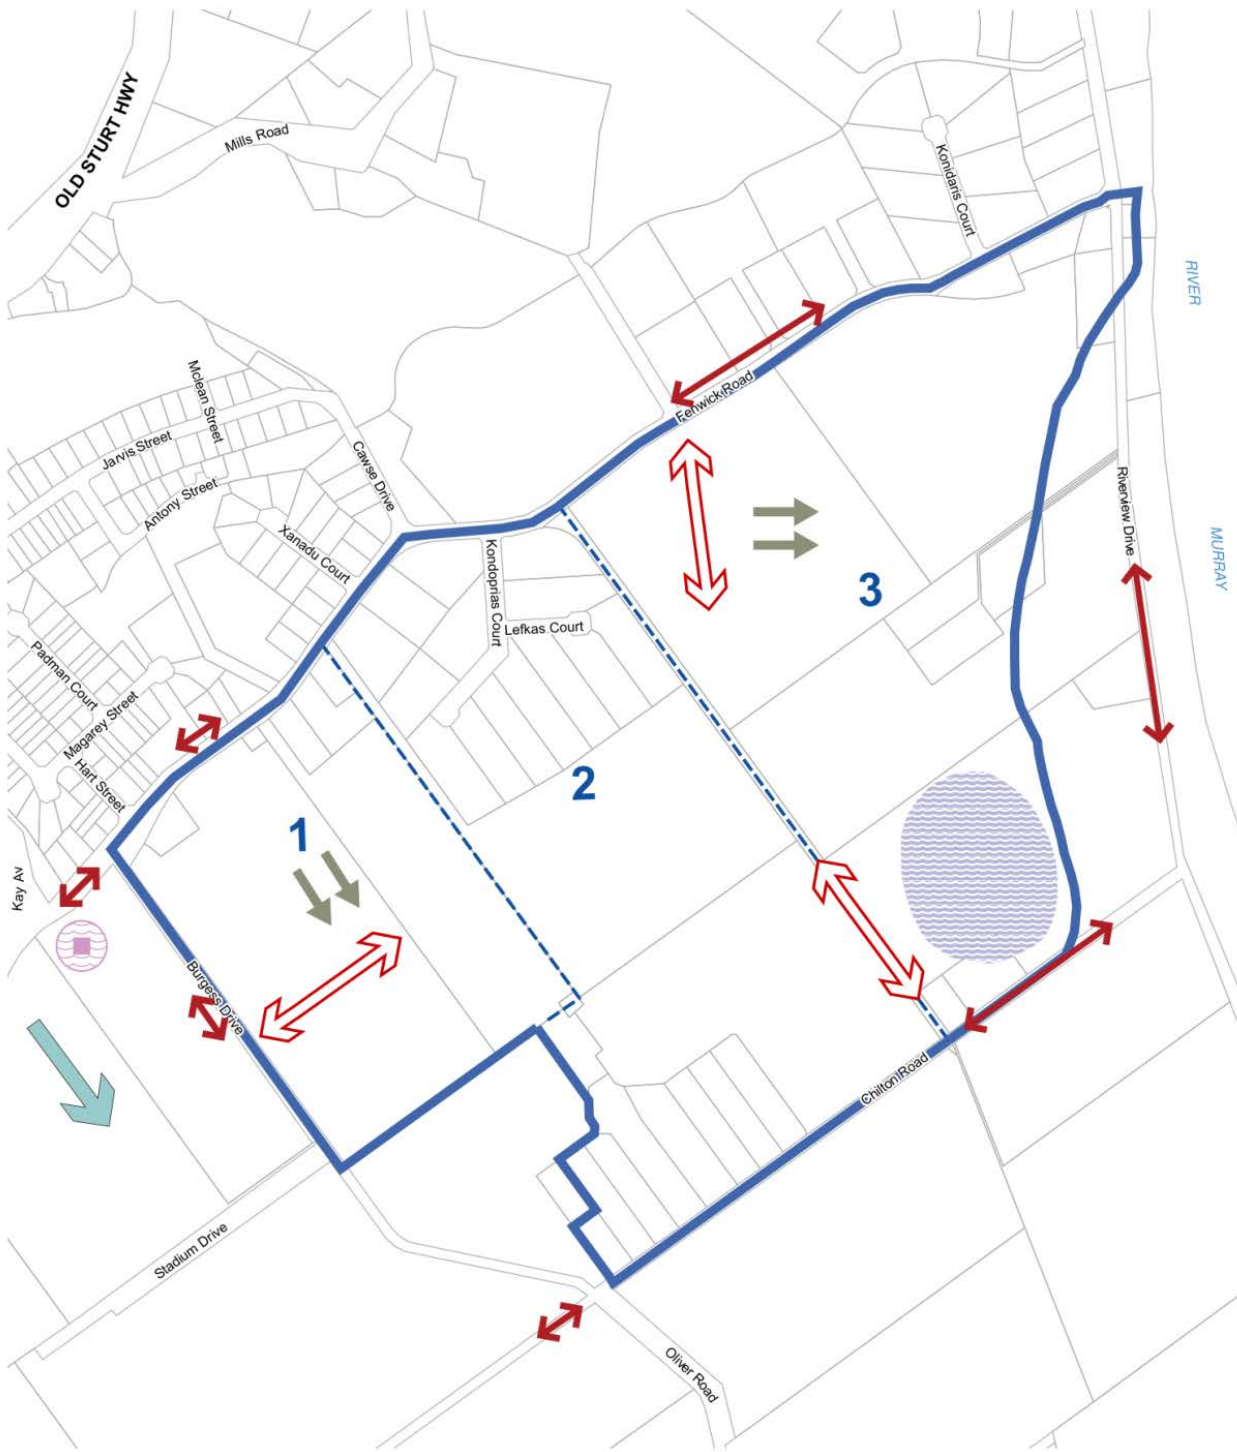 OLD STURT HWY
Mills Road
Konidaris Court
RIVER
Mclean Street
Jarvis Street
Cawse Drive
Fenwick Road
Antony Street
Riverview Drive
Xanadu Court
MURRAY
Kondoprias Court
3
Lefkas Court
Padman Court
Magarey Street
Hart Street
2
1
Kay Av
Burgess Drive
Chilton Road
Stadium Drive
Oliver Road